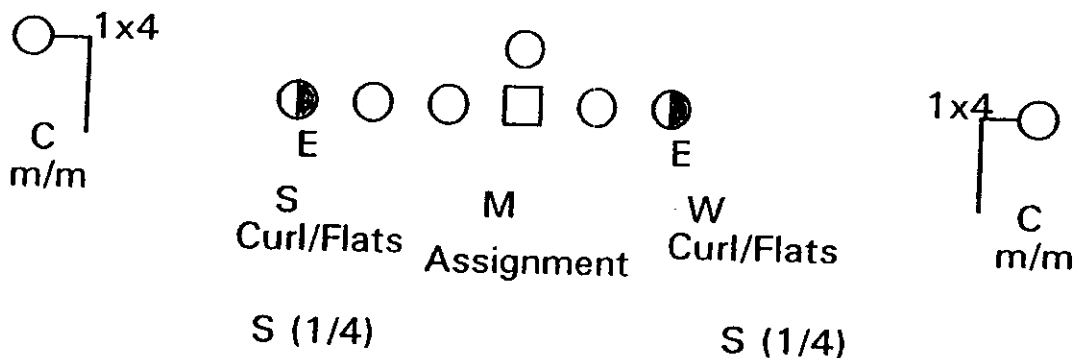 1x4
1x4
E
E
C
m/m
S
M
W
C
m/m
Curl/Flats
Assignment
Curl/Flats
S (1/4)
S (1/4)